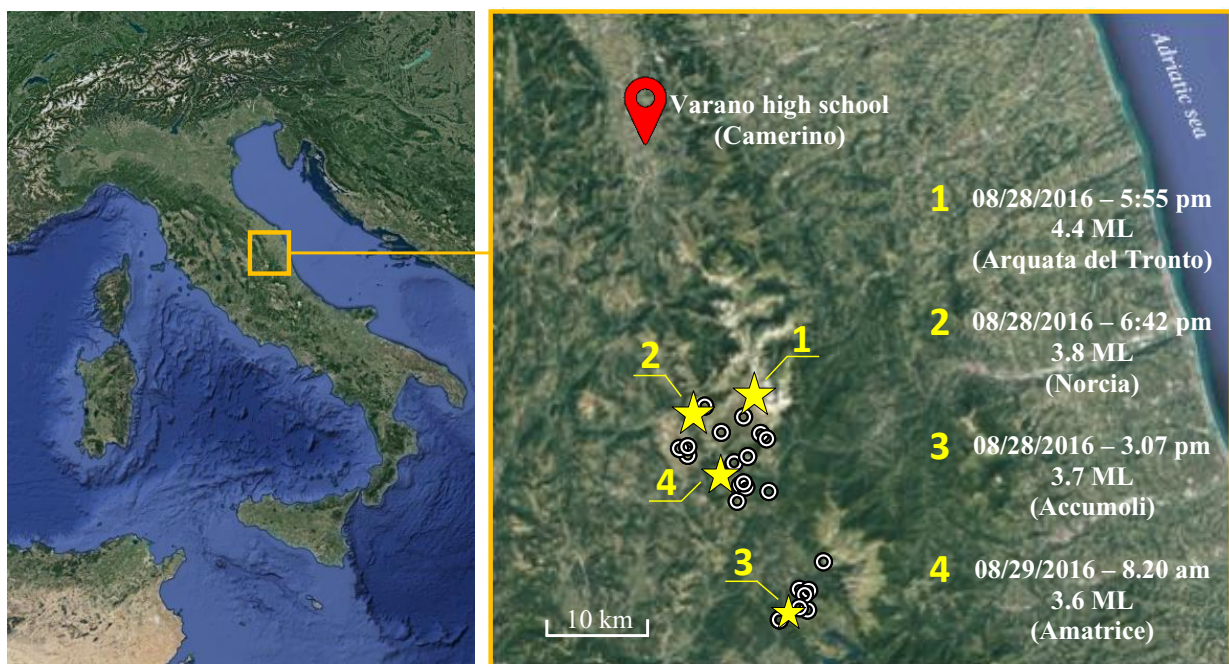 Adriatic sea
Varano high school
(Camerino)
1
08/28/2016 – 5:55 pm
4.4 ML
(Arquata del Tronto)
2
08/28/2016 – 6:42 pm
3.8 ML
(Norcia)
3
08/28/2016 – 3.07 pm
3.7 ML
(Accumoli)
4
08/29/2016 – 8.20 am
3.6 ML
(Amatrice)
1
2
4
3
10 km